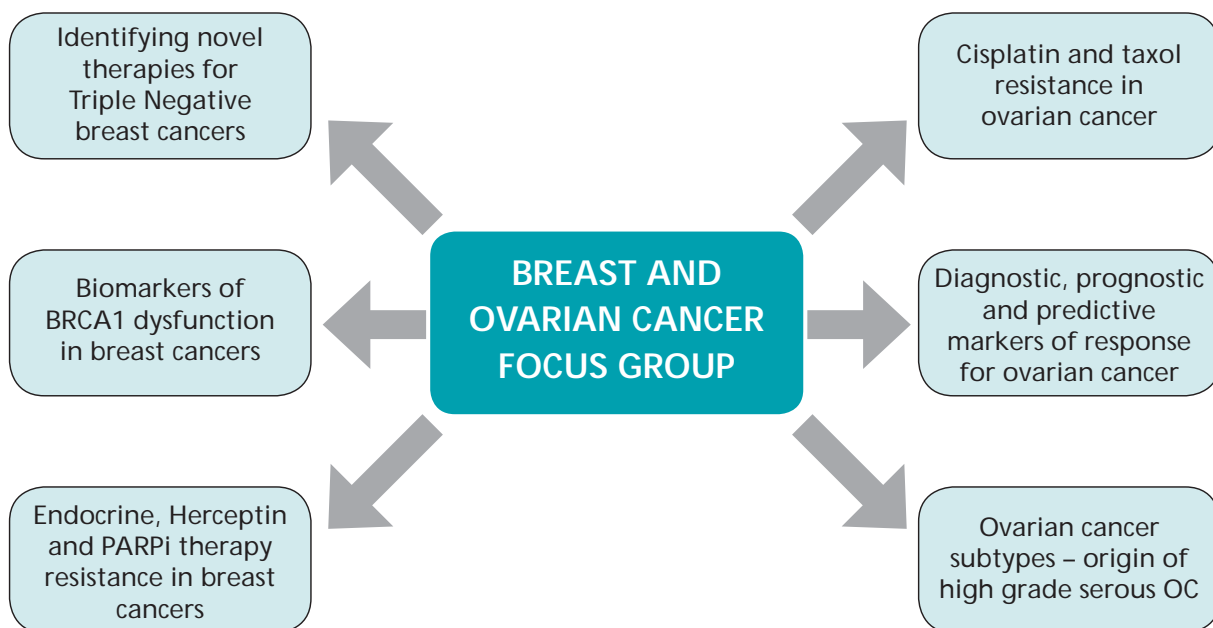 Identifying novel
therapies for
Triple Negative
breast cancers
Cisplatin and taxol
resistance in
ovarian cancer
BREAST AND
OVARIAN CANCER
FOCUS GROUP
Biomarkers of
BRCA1 dysfunction
in breast cancers
Diagnostic, prognostic
and predictive
markers of response
for ovarian cancer
Endocrine, Herceptin
and PARPi therapy
resistance in breast
cancers
Ovarian cancer
subtypes – origin of
high grade serous OC